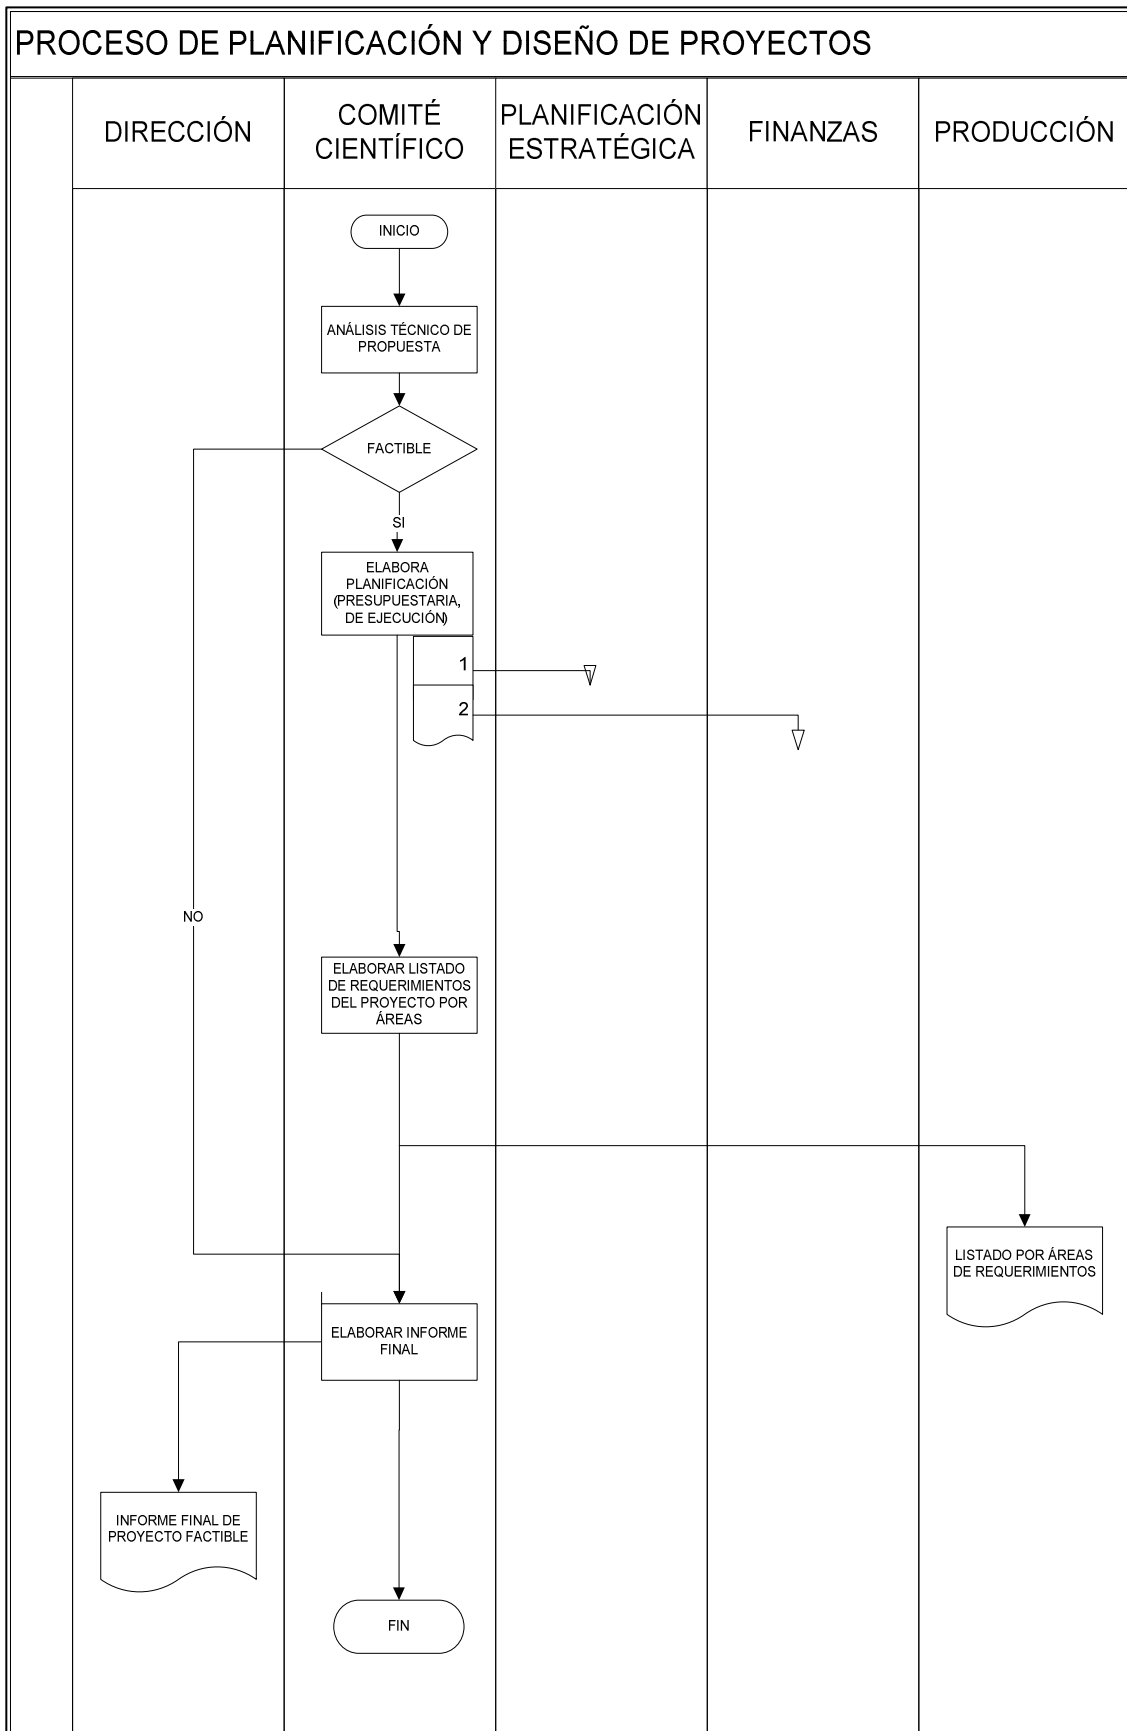 PROCESO DE PLANIFICACIÓN Y DISEÑO DE PROYECTOS
DIRECCIÓN
COMITÉ
CIENTÍFICO
PLANIFICACIÓN
ESTRATÉGICA
FINANZAS
PRODUCCIÓN
INICIO
ANÁLISIS TÉCNICO DE
PROPUESTA
FACTIBLE
SI
ELABORA
PLANIFICACIÓN
(PRESUPUESTARIA,
DE EJECUCIÓN)
1
2
NO
ELABORAR LISTADO
DE REQUERIMIENTOS
DEL PROYECTO POR
ÁREAS
LISTADO POR ÁREAS
DE REQUERIMIENTOS
ELABORAR INFORME
FINAL
INFORME FINAL DE
PROYECTO FACTIBLE
FIN